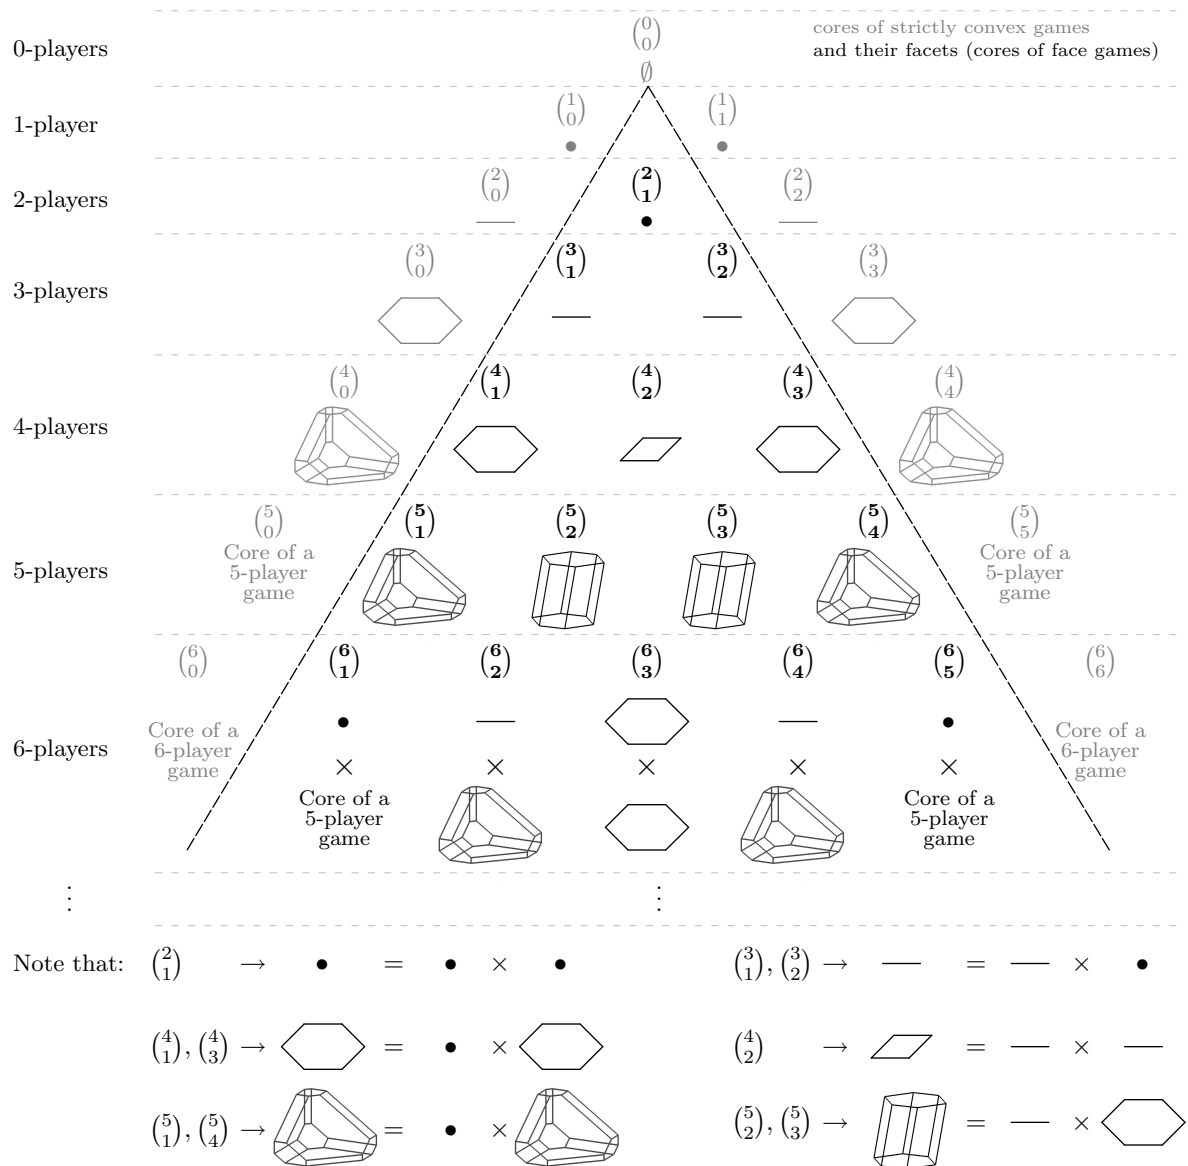 cores of strictly convex games
and their facets (cores of face games)
0-players
(0 0)
∅
1-player
(1 0) (1 1)
2-players
(2 0) (2 1) (2 2)
3-players
(3 0) (3 1) (3 2) (3 3)
4-players
(4 0) (4 1) (4 2) (4 3) (4 4)
5-players
(5 0) (5 1) (5 2) (5 3) (5 4) (5 5)
Core of a
5-player
game
Core of a
5-player
game
6-players
(6 0) (6 1) (6 2) (6 3) (6 4) (6 5) (6 6)
Core of a
6-player
game
× × × × ×
Core of a
5-player
game
Core of a
5-player
game
Core of a
6-player
game
⋮ ⋮
Note that: (2 1) → • = • × •
(3 1), (3 2) → = × •
(4 1), (4 3) → = • ×
(4 2) → = ×
(5 1), (5 4) → = • ×
(5 2), (5 3) → = ×